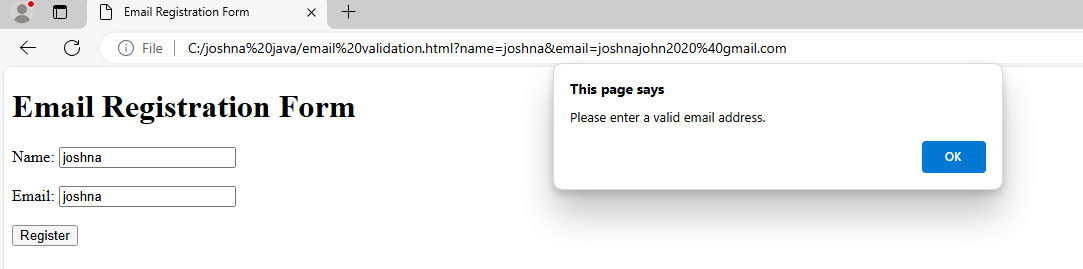 Email Registration Form
File
C:/joshna%20java/email%20validation.html?name=joshna&email=joshnajohn2020%40gmail.com
This page says
Please enter a valid email address.
OK
Email Registration Form
Name: joshna
Email: joshna
Register